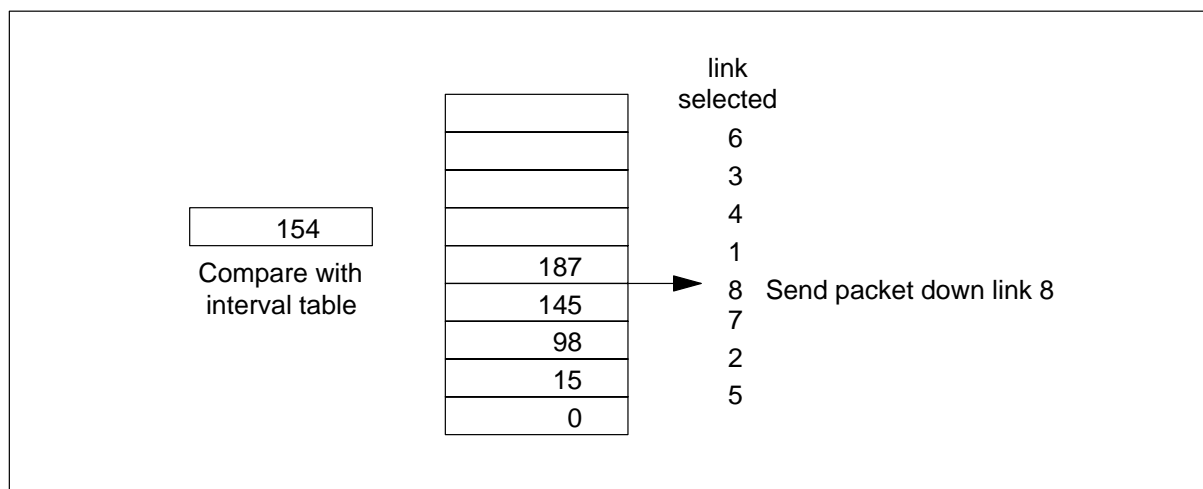 link
selected
6
3
4
154
1
Compare with
interval table
187
8 Send packet down link 8
145
7
98
2
15
5
0